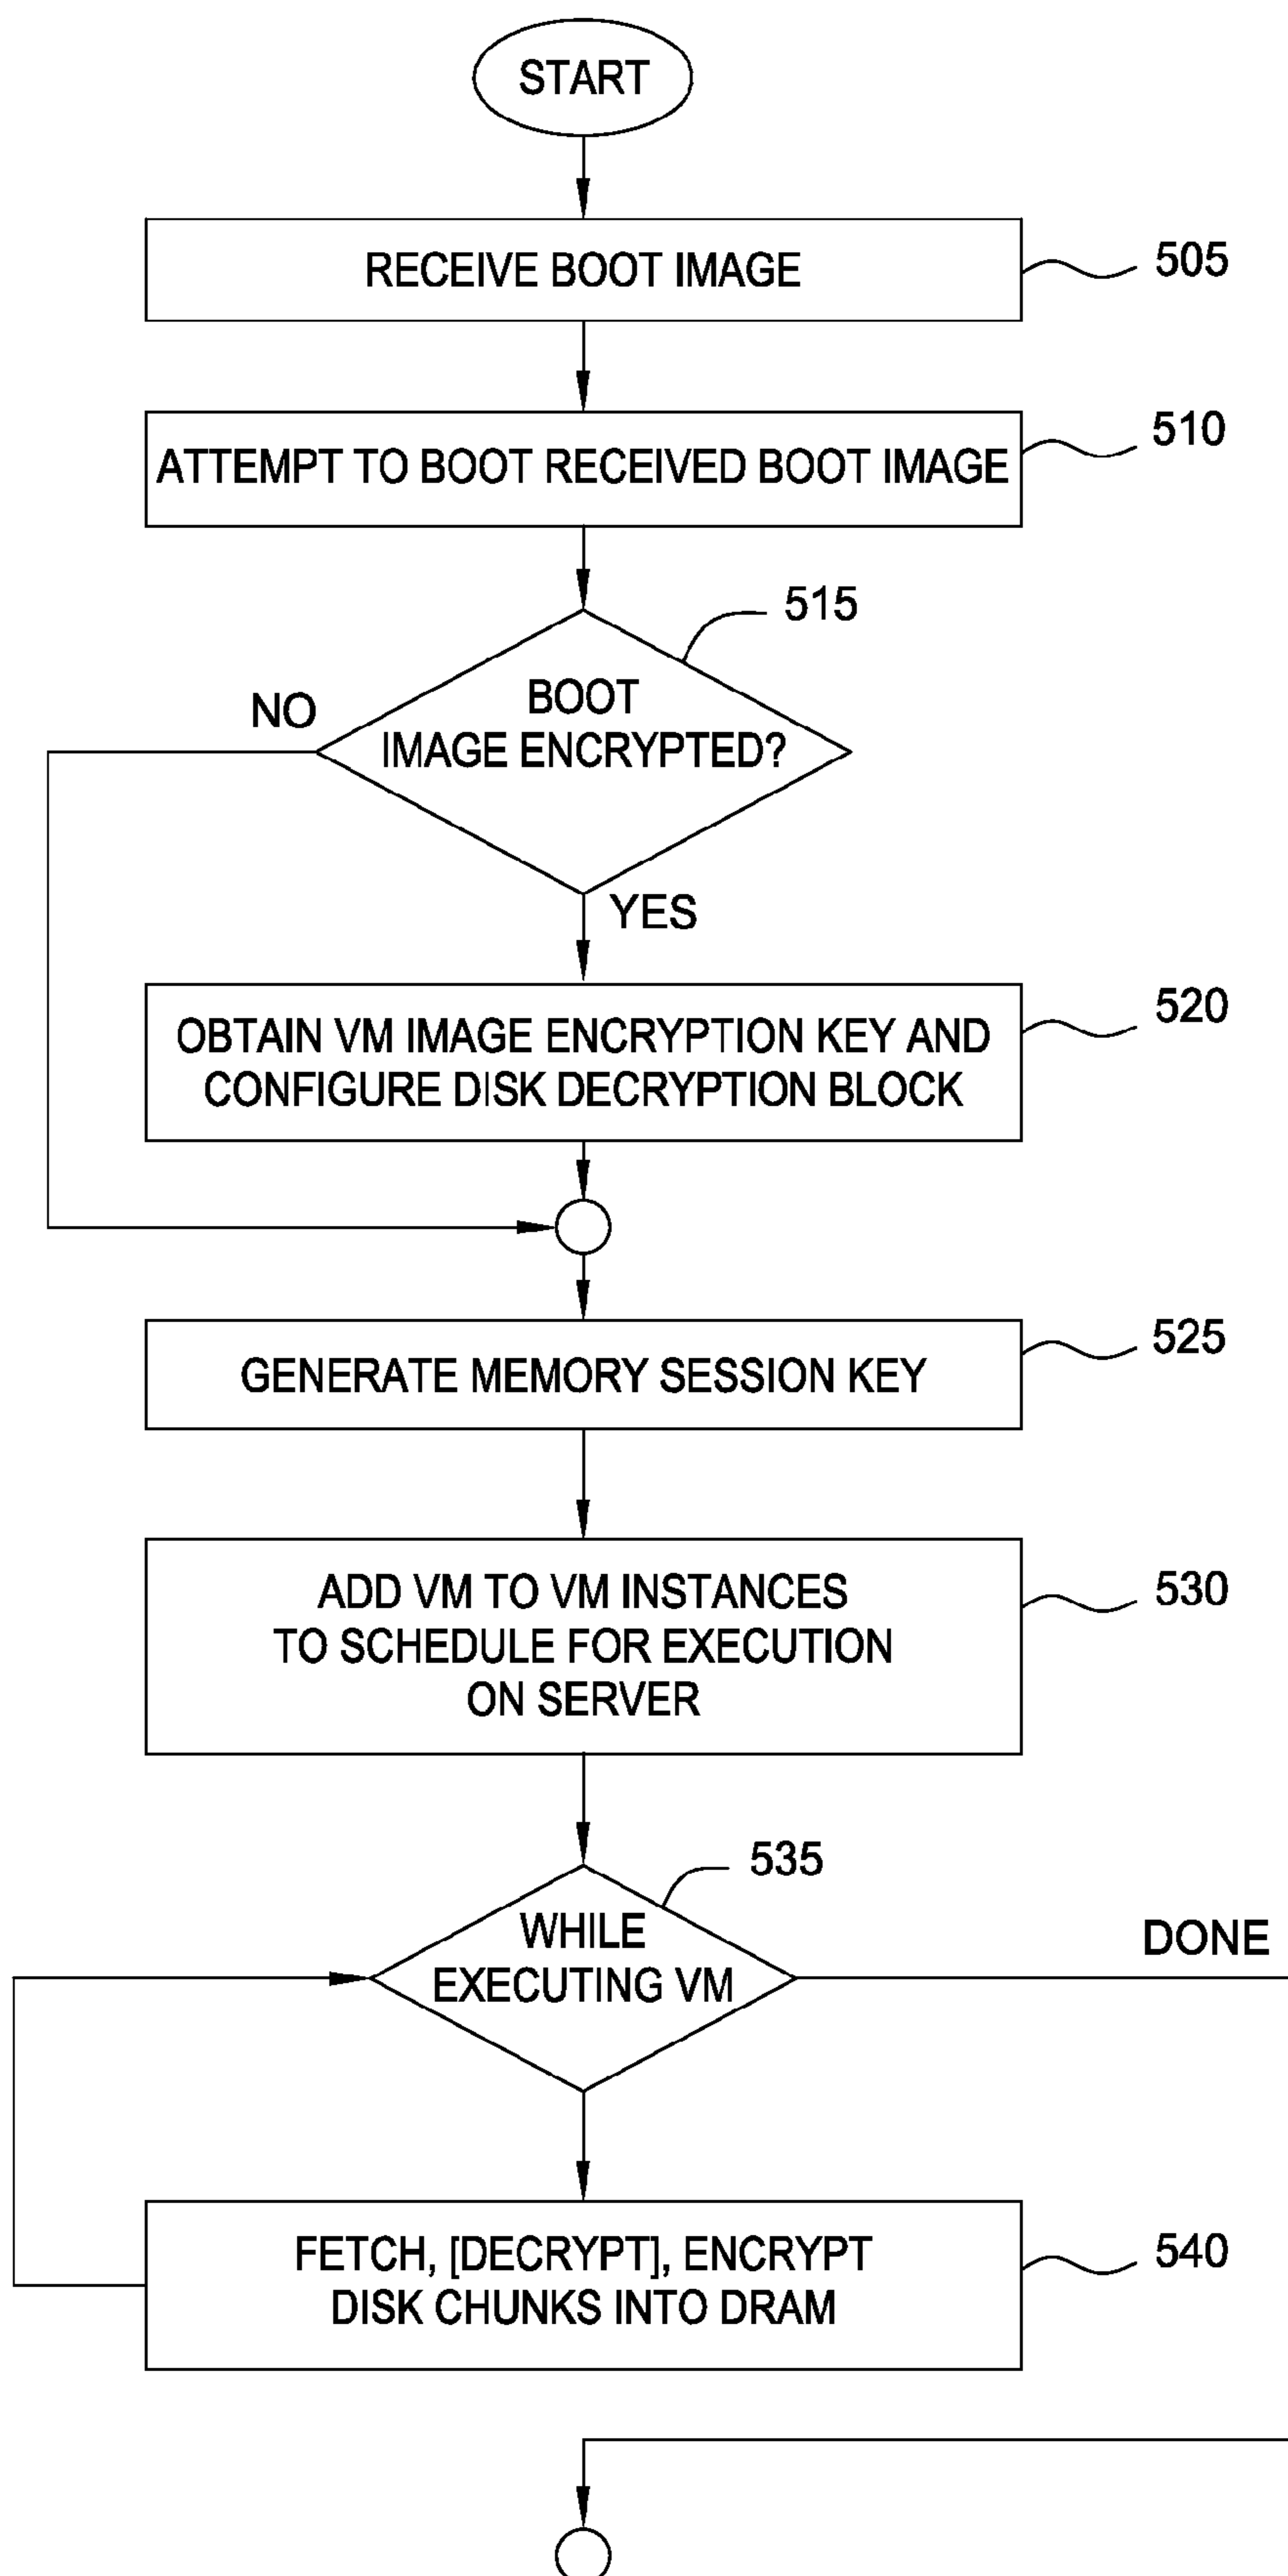 START
RECEIVE BOOT IMAGE
505
ATTEMPT TO BOOT RECEIVED BOOT IMAGE
510
515
BOOT
IMAGE ENCRYPTED?
NO
YES
OBTAIN VM IMAGE ENCRYPTION KEY AND
CONFIGURE DISK DECRYPTION BLOCK
520
GENERATE MEMORY SESSION KEY
525
ADD VM TO VM INSTANCES
TO SCHEDULE FOR EXECUTION
ON SERVER
530
535
WHILE
EXECUTING VM
DONE
FETCH, [DECRYPT], ENCRYPT
DISK CHUNKS INTO DRAM
540